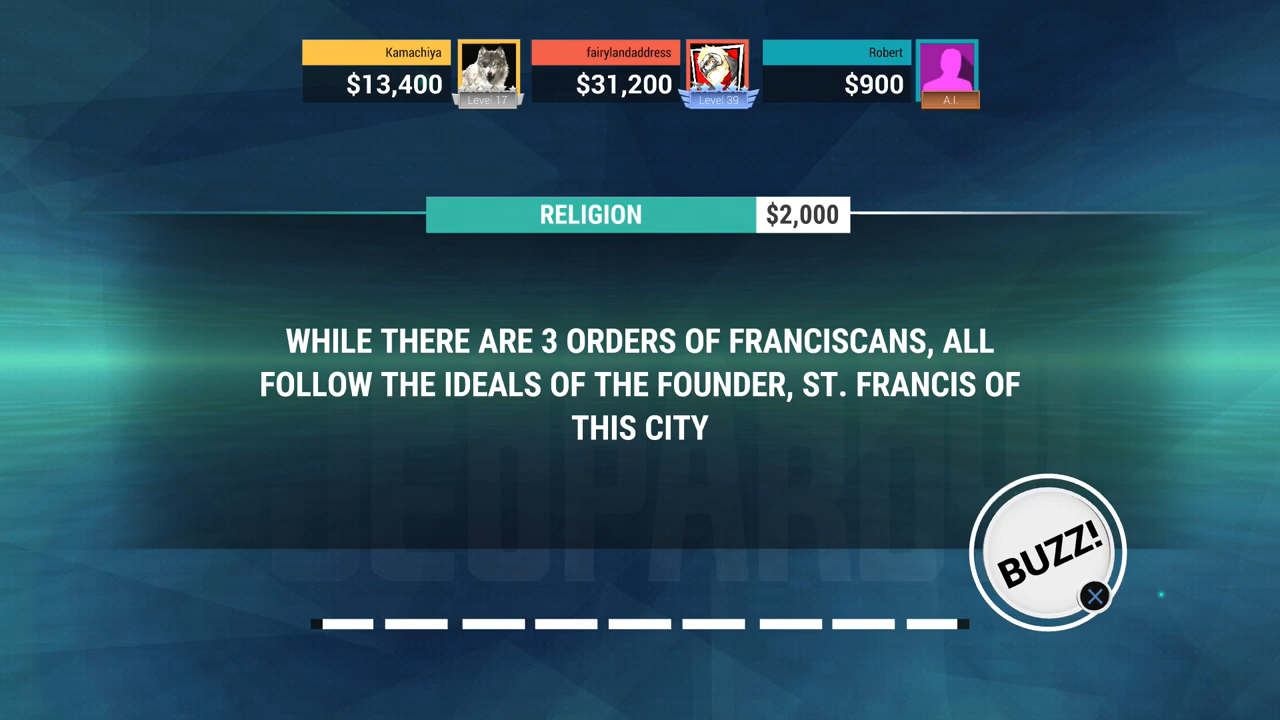 Kamachiya
$13,400
Level 17
fairylandaddress
$31,200
Level 39
Robert
$900
A.I.
RELIGION
$2,000
WHILE THERE ARE 3 ORDERS OF FRANCISCANS, ALL
FOLLOW THE IDEALS OF THE FOUNDER, ST. FRANCIS OF
THIS CITY
JEOPARDY!
BUZZ!